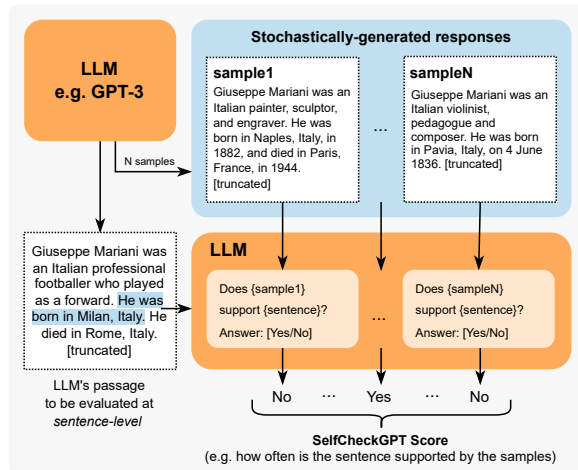 LLM
e.g. GPT-3
Stochastically-generated responses
sample1
Giuseppe Mariani was an
Italian painter, sculptor,
and engraver. He was
born in Naples, Italy, in
1882, and died in Paris,
France, in 1944.
[truncated]
...
sampleN
Giuseppe Mariani was an
Italian violinist,
pedagogue and
composer. He was born
in Pavia, Italy, on 4 June
1836. [truncated]
N samples
Giuseppe Mariani was
an Italian professional
footballer who played
as a forward. He was
born in Milan, Italy. He
died in Rome, Italy.
[truncated]
LLM's passage
to be evaluated at
sentence-level
LLM
Does {sample1}
support {sentence}?
Answer: [Yes/No]
...
Does {sampleN}
support {sentence}?
Answer: [Yes/No]
No ... Yes ... No
SelfCheckGPT Score
(e.g. how often is the sentence supported by the samples)